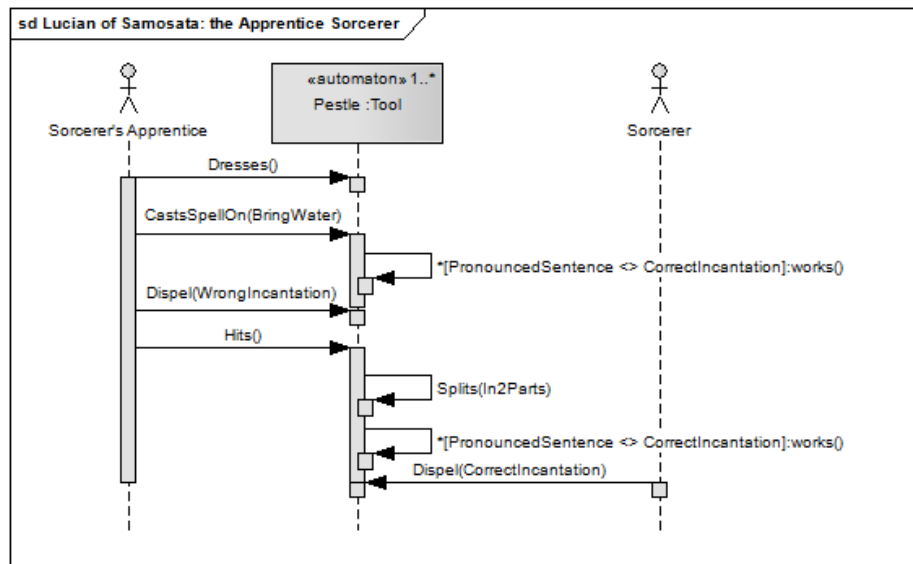 sd Lucian of Samosata: the Apprentice Sorcerer
«automaton» 1..*
Pestle :Tool
Sorcerer's Apprentice
Sorcerer
Dresses()
CastsSpellOn(BringWater)
*[PronouncedSentence <> CorrectIncantation]:works()
Dispel(WrongIncantation)
Hits()
Splits(In2Parts)
*[PronouncedSentence <> CorrectIncantation]:works()
Dispel(CorrectIncantation)